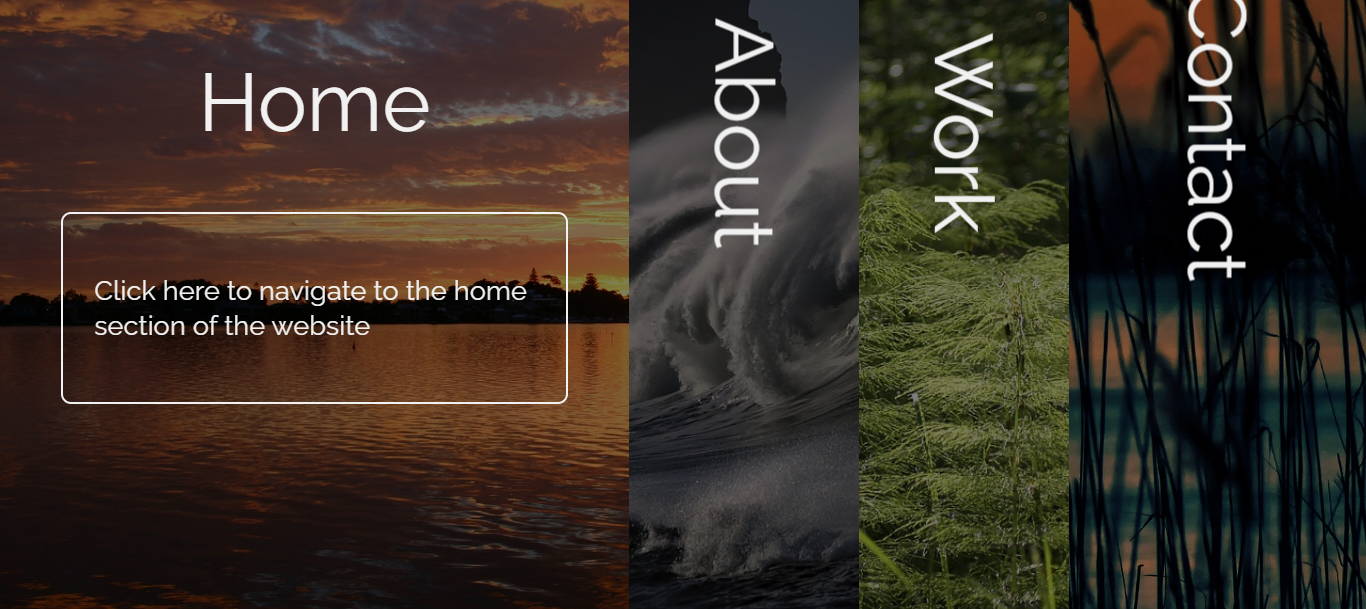 Home
Click here to navigate to the home
section of the website
About
Work
Contact